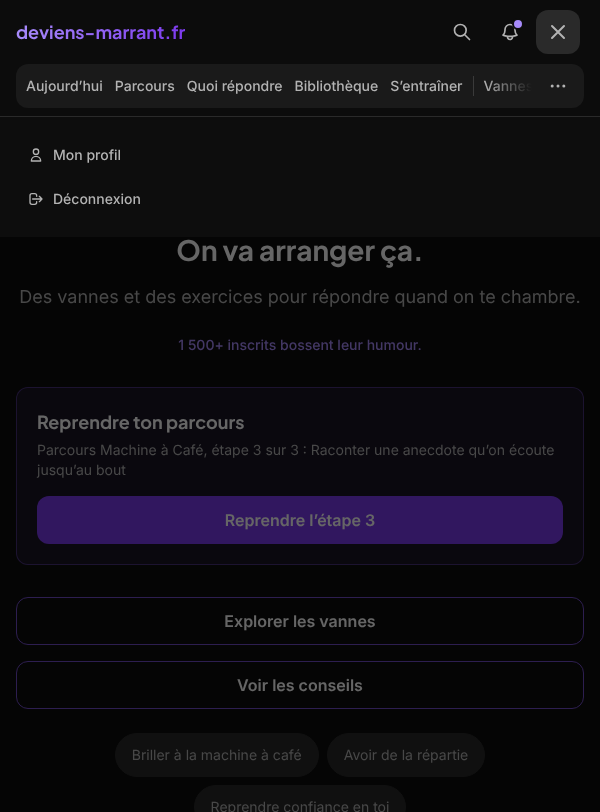 deviens-marrant.fr
Aujourd’hui Parcours Quoi répondre Bibliothèque S’entraîner Vannes
Mon profil
Déconnexion
On va arranger ça.
Des vannes et des exercices pour répondre quand on te chambre.
1 500+ inscrits bossent leur humour.
Reprendre ton parcours
Parcours Machine à Café, étape 3 sur 3 : Raconter une anecdote qu’on écoute
jusqu’au bout
Reprendre l’étape 3
Explorer les vannes
Voir les conseils
Briller à la machine à café Avoir de la répartie
Reprendre confiance en toi